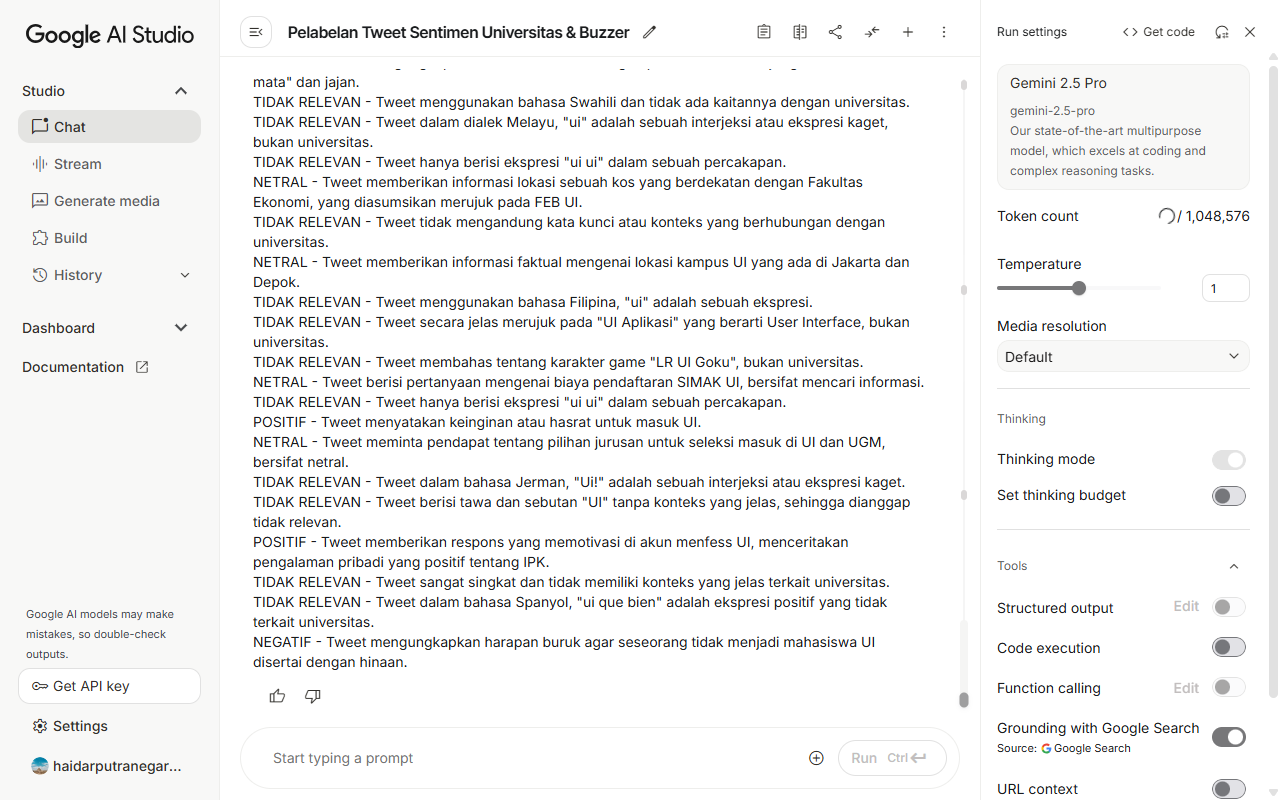 Google AI Studio
Studio
Chat
Stream
Generate media
Build
History
Dashboard
Documentation
Google AI models may make
mistakes, so double-check
outputs.
Get API key
Settings
haidarputranegar...
Pelabelan Tweet Sentimen Universitas & Buzzer
mata" dan jajan.
TIDAK RELEVAN - Tweet menggunakan bahasa Swahili dan tidak ada kaitannya dengan universitas.
TIDAK RELEVAN - Tweet dalam dialek Melayu, "ui" adalah sebuah interjeksi atau ekspresi kaget,
bukan universitas.
TIDAK RELEVAN - Tweet hanya berisi ekspresi "ui ui" dalam sebuah percakapan.
NETRAL - Tweet memberikan informasi lokasi sebuah kos yang berdekatan dengan Fakultas
Ekonomi, yang diasumsikan merujuk pada FEB UI.
TIDAK RELEVAN - Tweet tidak mengandung kata kunci atau konteks yang berhubungan dengan
universitas.
NETRAL - Tweet memberikan informasi faktual mengenai lokasi kampus UI yang ada di Jakarta dan
Depok.
TIDAK RELEVAN - Tweet menggunakan bahasa Filipina, "ui" adalah sebuah ekspresi.
TIDAK RELEVAN - Tweet secara jelas merujuk pada "UI Aplikasi" yang berarti User Interface, bukan
universitas.
TIDAK RELEVAN - Tweet membahas tentang karakter game "LR UI Goku", bukan universitas.
NETRAL - Tweet berisi pertanyaan mengenai biaya pendaftaran SIMAK UI, bersifat mencari informasi.
TIDAK RELEVAN - Tweet hanya berisi ekspresi "ui ui" dalam sebuah percakapan.
POSITIF - Tweet menyatakan keinginan atau hasrat untuk masuk UI.
NETRAL - Tweet meminta pendapat tentang pilihan jurusan untuk seleksi masuk di UI dan UGM,
bersifat netral.
TIDAK RELEVAN - Tweet dalam bahasa Jerman, "Ui!" adalah sebuah interjeksi atau ekspresi kaget.
TIDAK RELEVAN - Tweet berisi tawa dan sebutan "UI" tanpa konteks yang jelas, sehingga dianggap
tidak relevan.
POSITIF - Tweet memberikan respons yang memotivasi di akun menfess UI, menceritakan
pengalaman pribadi yang positif tentang IPK.
TIDAK RELEVAN - Tweet sangat singkat dan tidak memiliki konteks yang jelas terkait universitas.
TIDAK RELEVAN - Tweet dalam bahasa Spanyol, "ui que bien" adalah ekspresi positif yang tidak
terkait universitas.
NEGATIF - Tweet mengungkapkan harapan buruk agar seseorang tidak menjadi mahasiswa UI
disertai dengan hinaan.
Start typing a prompt
Run Ctrl
Run settings
Get code
Gemini 2.5 Pro
gemini-2.5-pro
Our state-of-the-art multipurpose
model, which excels at coding and
complex reasoning tasks.
Token count / 1,048,576
Temperature
1
Media resolution
Default
Thinking
Thinking mode
Set thinking budget
Tools
Structured output Edit
Code execution
Function calling Edit
Grounding with Google Search
Source: Google Search
URL context